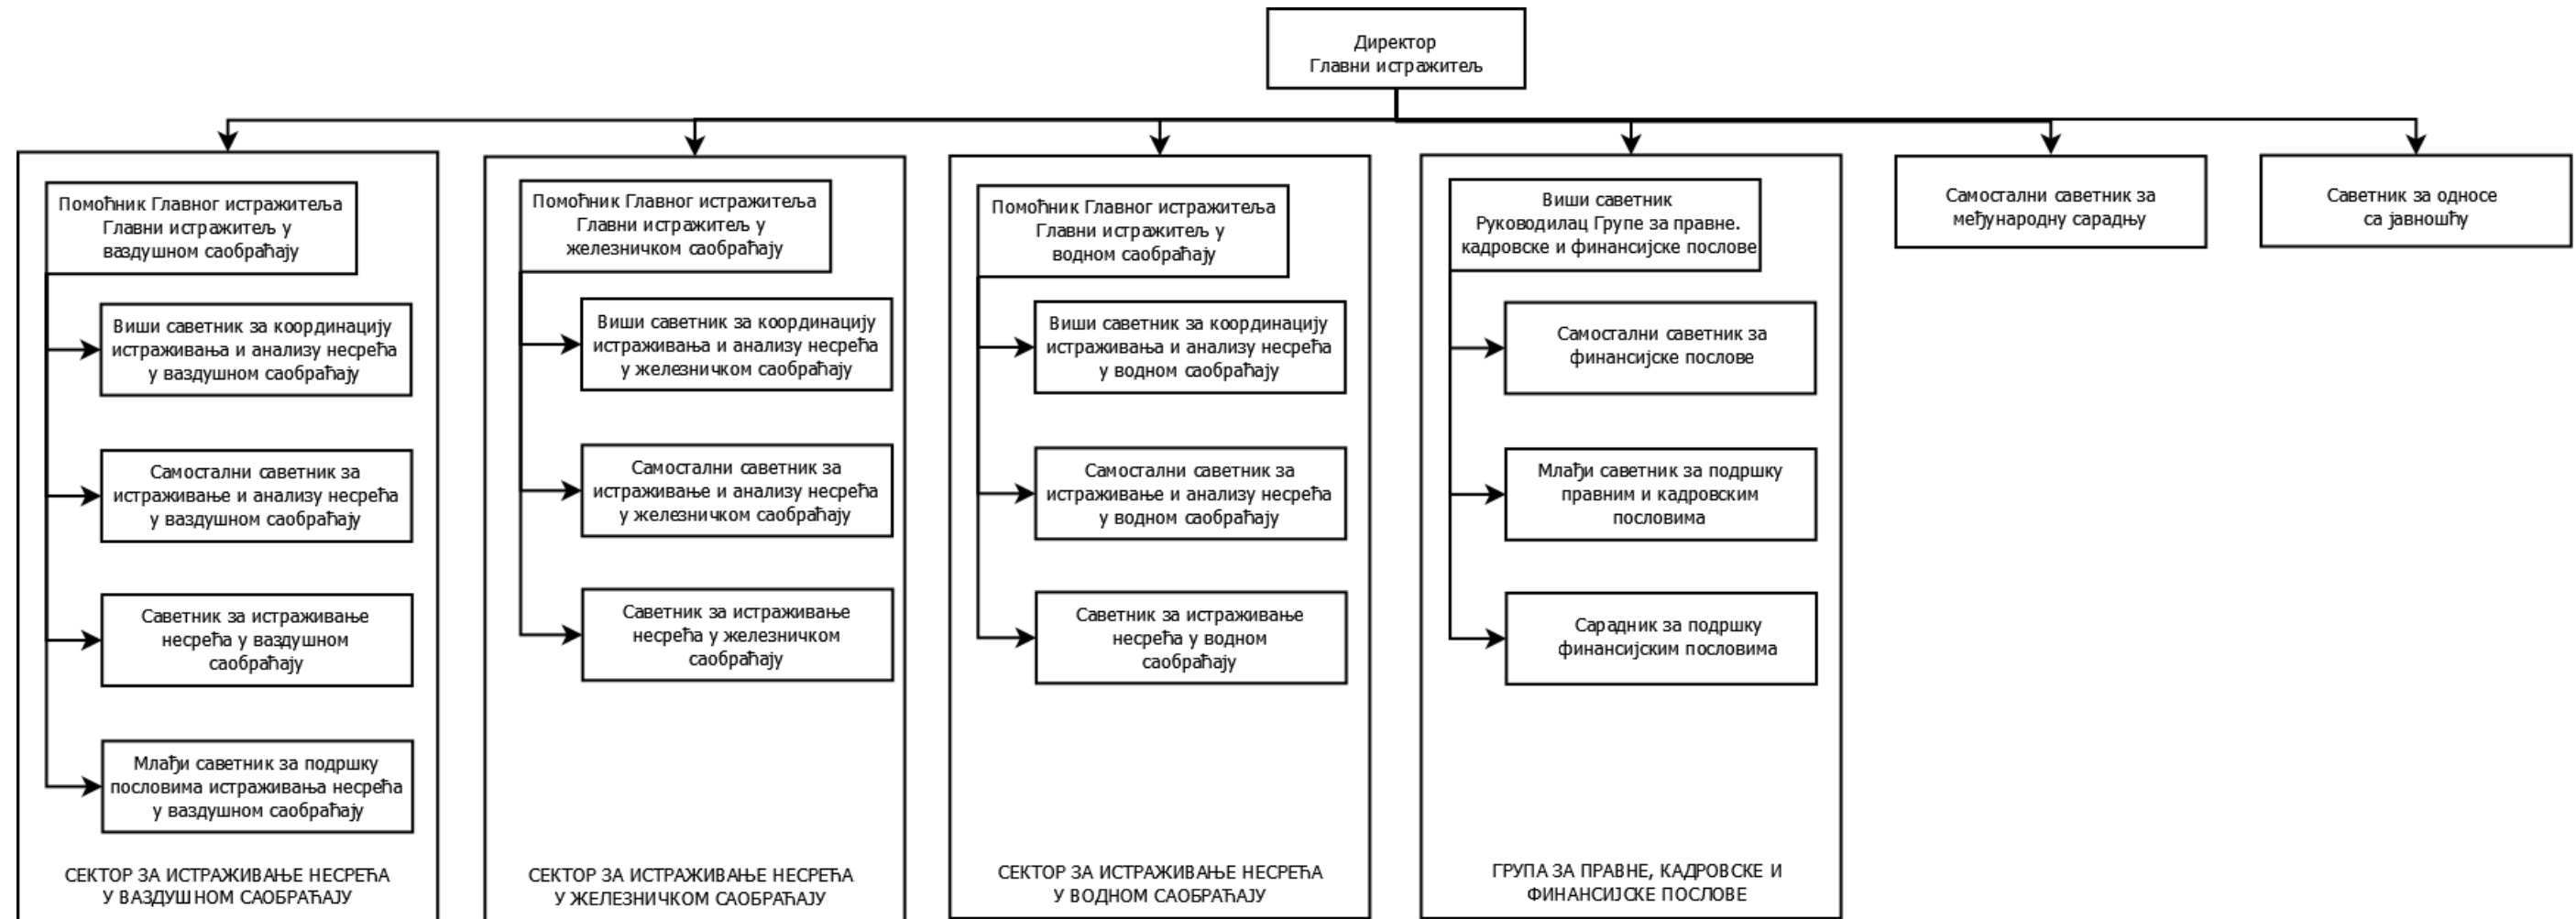 Директор
Главни истражитељ
Помоћник Главног истражитеља
Главни истражитељ у
ваздушном саобраћају
Виши саветник за координацију
истраживања и анализу несрећа
у ваздушном саобраћају
Самостални саветник за
истраживање и анализу несрећа
у ваздушном саобраћају
Саветник за истраживање
несрећа у ваздушном
саобраћају
Млађи саветник за подршку
пословима истраживања несрећа
у ваздушном саобраћају
СЕКТОР ЗА ИСТРАЖИВАЊЕ НЕСРЕЋА
У ВАЗДУШНОМ САОБРАЋАЈУ
Помоћник Главног истражитеља
Главни истражитељ у
железничком саобраћају
Виши саветник за координацију
истраживања и анализу несрећа
у железничком саобраћају
Самостални саветник за
истраживање и анализу несрећа
у железничком саобраћају
Саветник за истраживање
несрећа у железничком
саобраћају
СЕКТОР ЗА ИСТРАЖИВАЊЕ НЕСРЕЋА
У ЖЕЛЕЗНИЧКОМ САОБРАЋАЈУ
Помоћник Главног истражитеља
Главни истражитељ у
водном саобраћају
Виши саветник за координацију
истраживања и анализу несрећа
у водном саобраћају
Самостални саветник за
истраживање и анализу несрећа
у водном саобраћају
Саветник за истраживање
несрећа у водном
саобраћају
СЕКТОР ЗА ИСТРАЖИВАЊЕ НЕСРЕЋА
У ВОДНОМ САОБРАЋАЈУ
Виши саветник
Руководилац Групе за правне.
кадровске и финансијске послове
Самостални саветник за
финансијске послове
Млађи саветник за подршку
правним и кадровским
пословима
Сарадник за подршку
финансијским пословима
ГРУПА ЗА ПРАВНЕ, КАДРОВСКЕ И
ФИНАНСИЈСКЕ ПОСЛОВЕ
Самостални саветник за
међународну сарадњу
Саветник за односе
са јавношћу